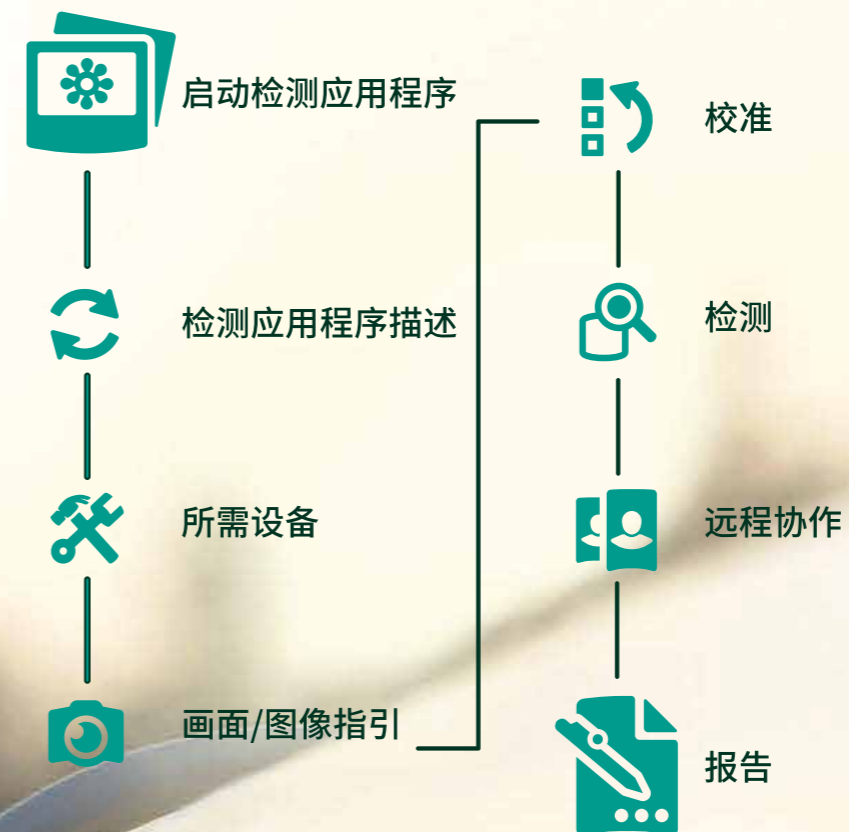 启动检测应用程序
检测应用程序描述
所需设备
画面/图像指引
校准
检测
远程协作
报告